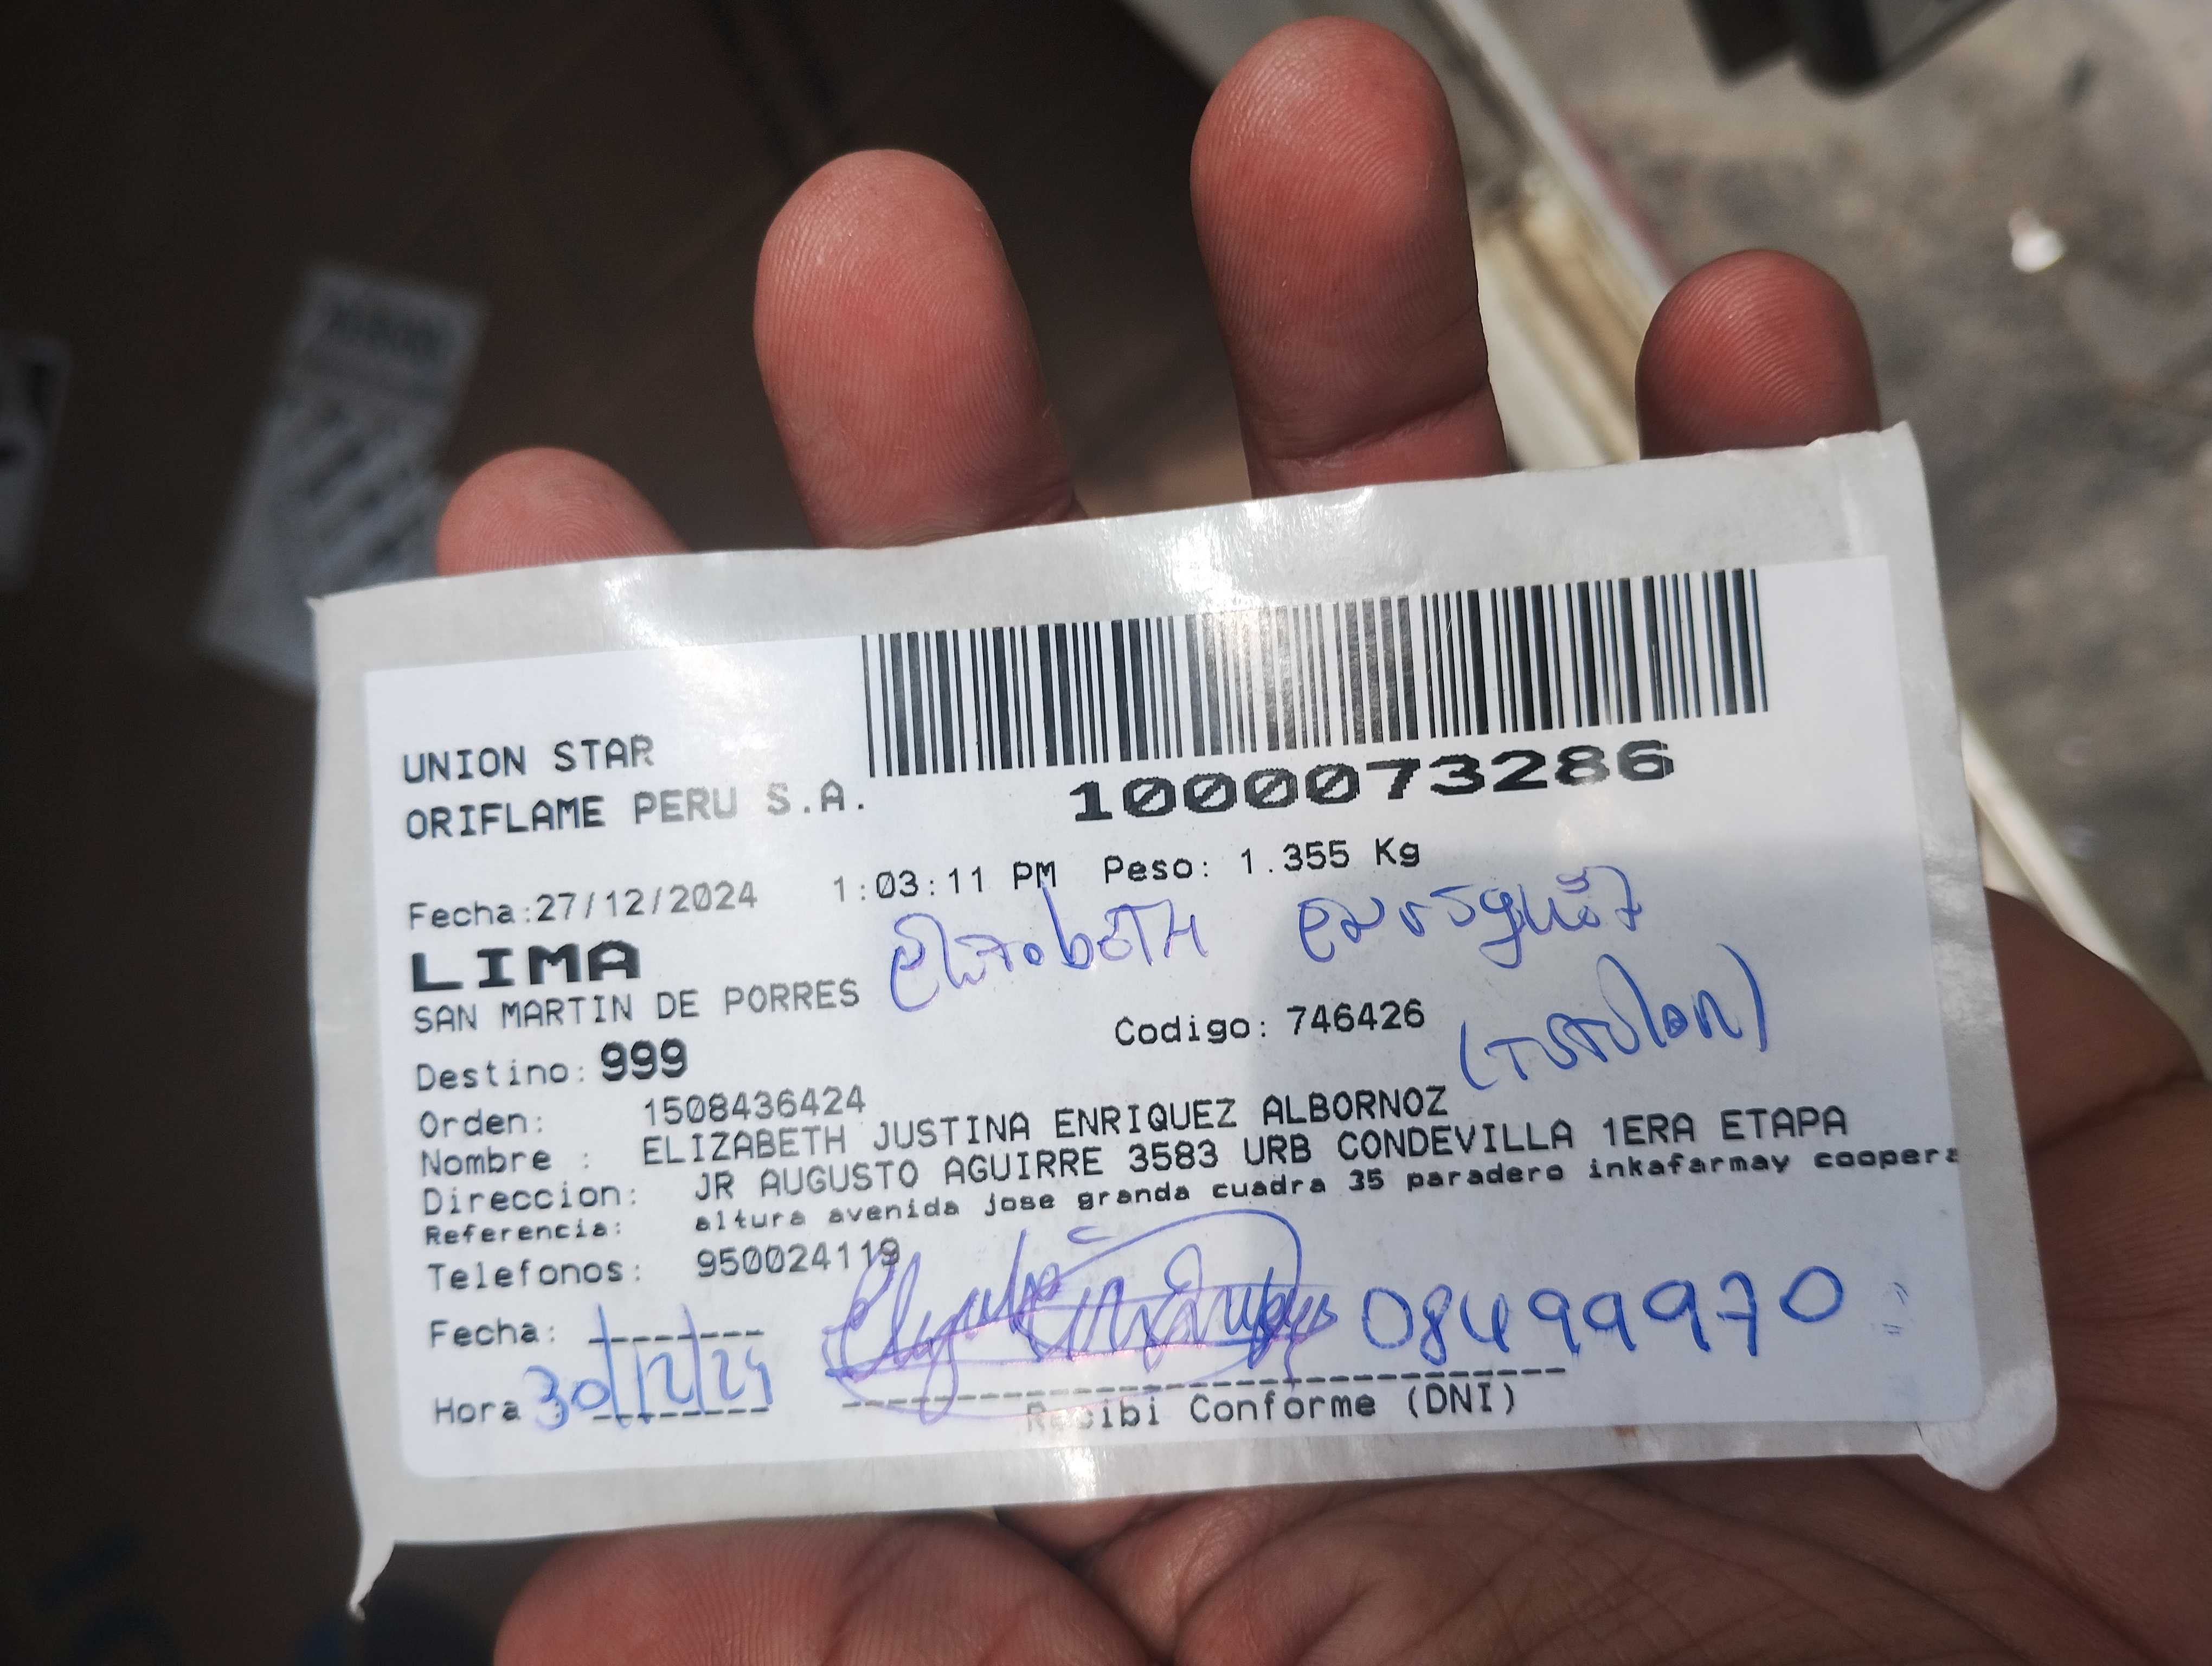 UNION STAR
ORIFLAME PERU S.A.
1000073286
Fecha:27/12/2024 1:03:11 PM Peso: 1.355 Kg
LIMA
SAN MARTIN DE PORRES
Elizabeth Enriquez
Destino: 999 Codigo: 746426
(Titular)
Orden: 1508436424
Nombre : ELIZABETH JUSTINA ENRIQUEZ ALBORNOZ
Direccion: JR AUGUSTO AGUIRRE 3583 URB CONDEVILLA 1ERA ETAPA
Referencia: altura avenida jose granda cuadra 35 paradero inkafarmay coopera
Telefonos: 950024119
Fecha:
08499970
Hora 30/12/24
Recibi Conforme (DNI)